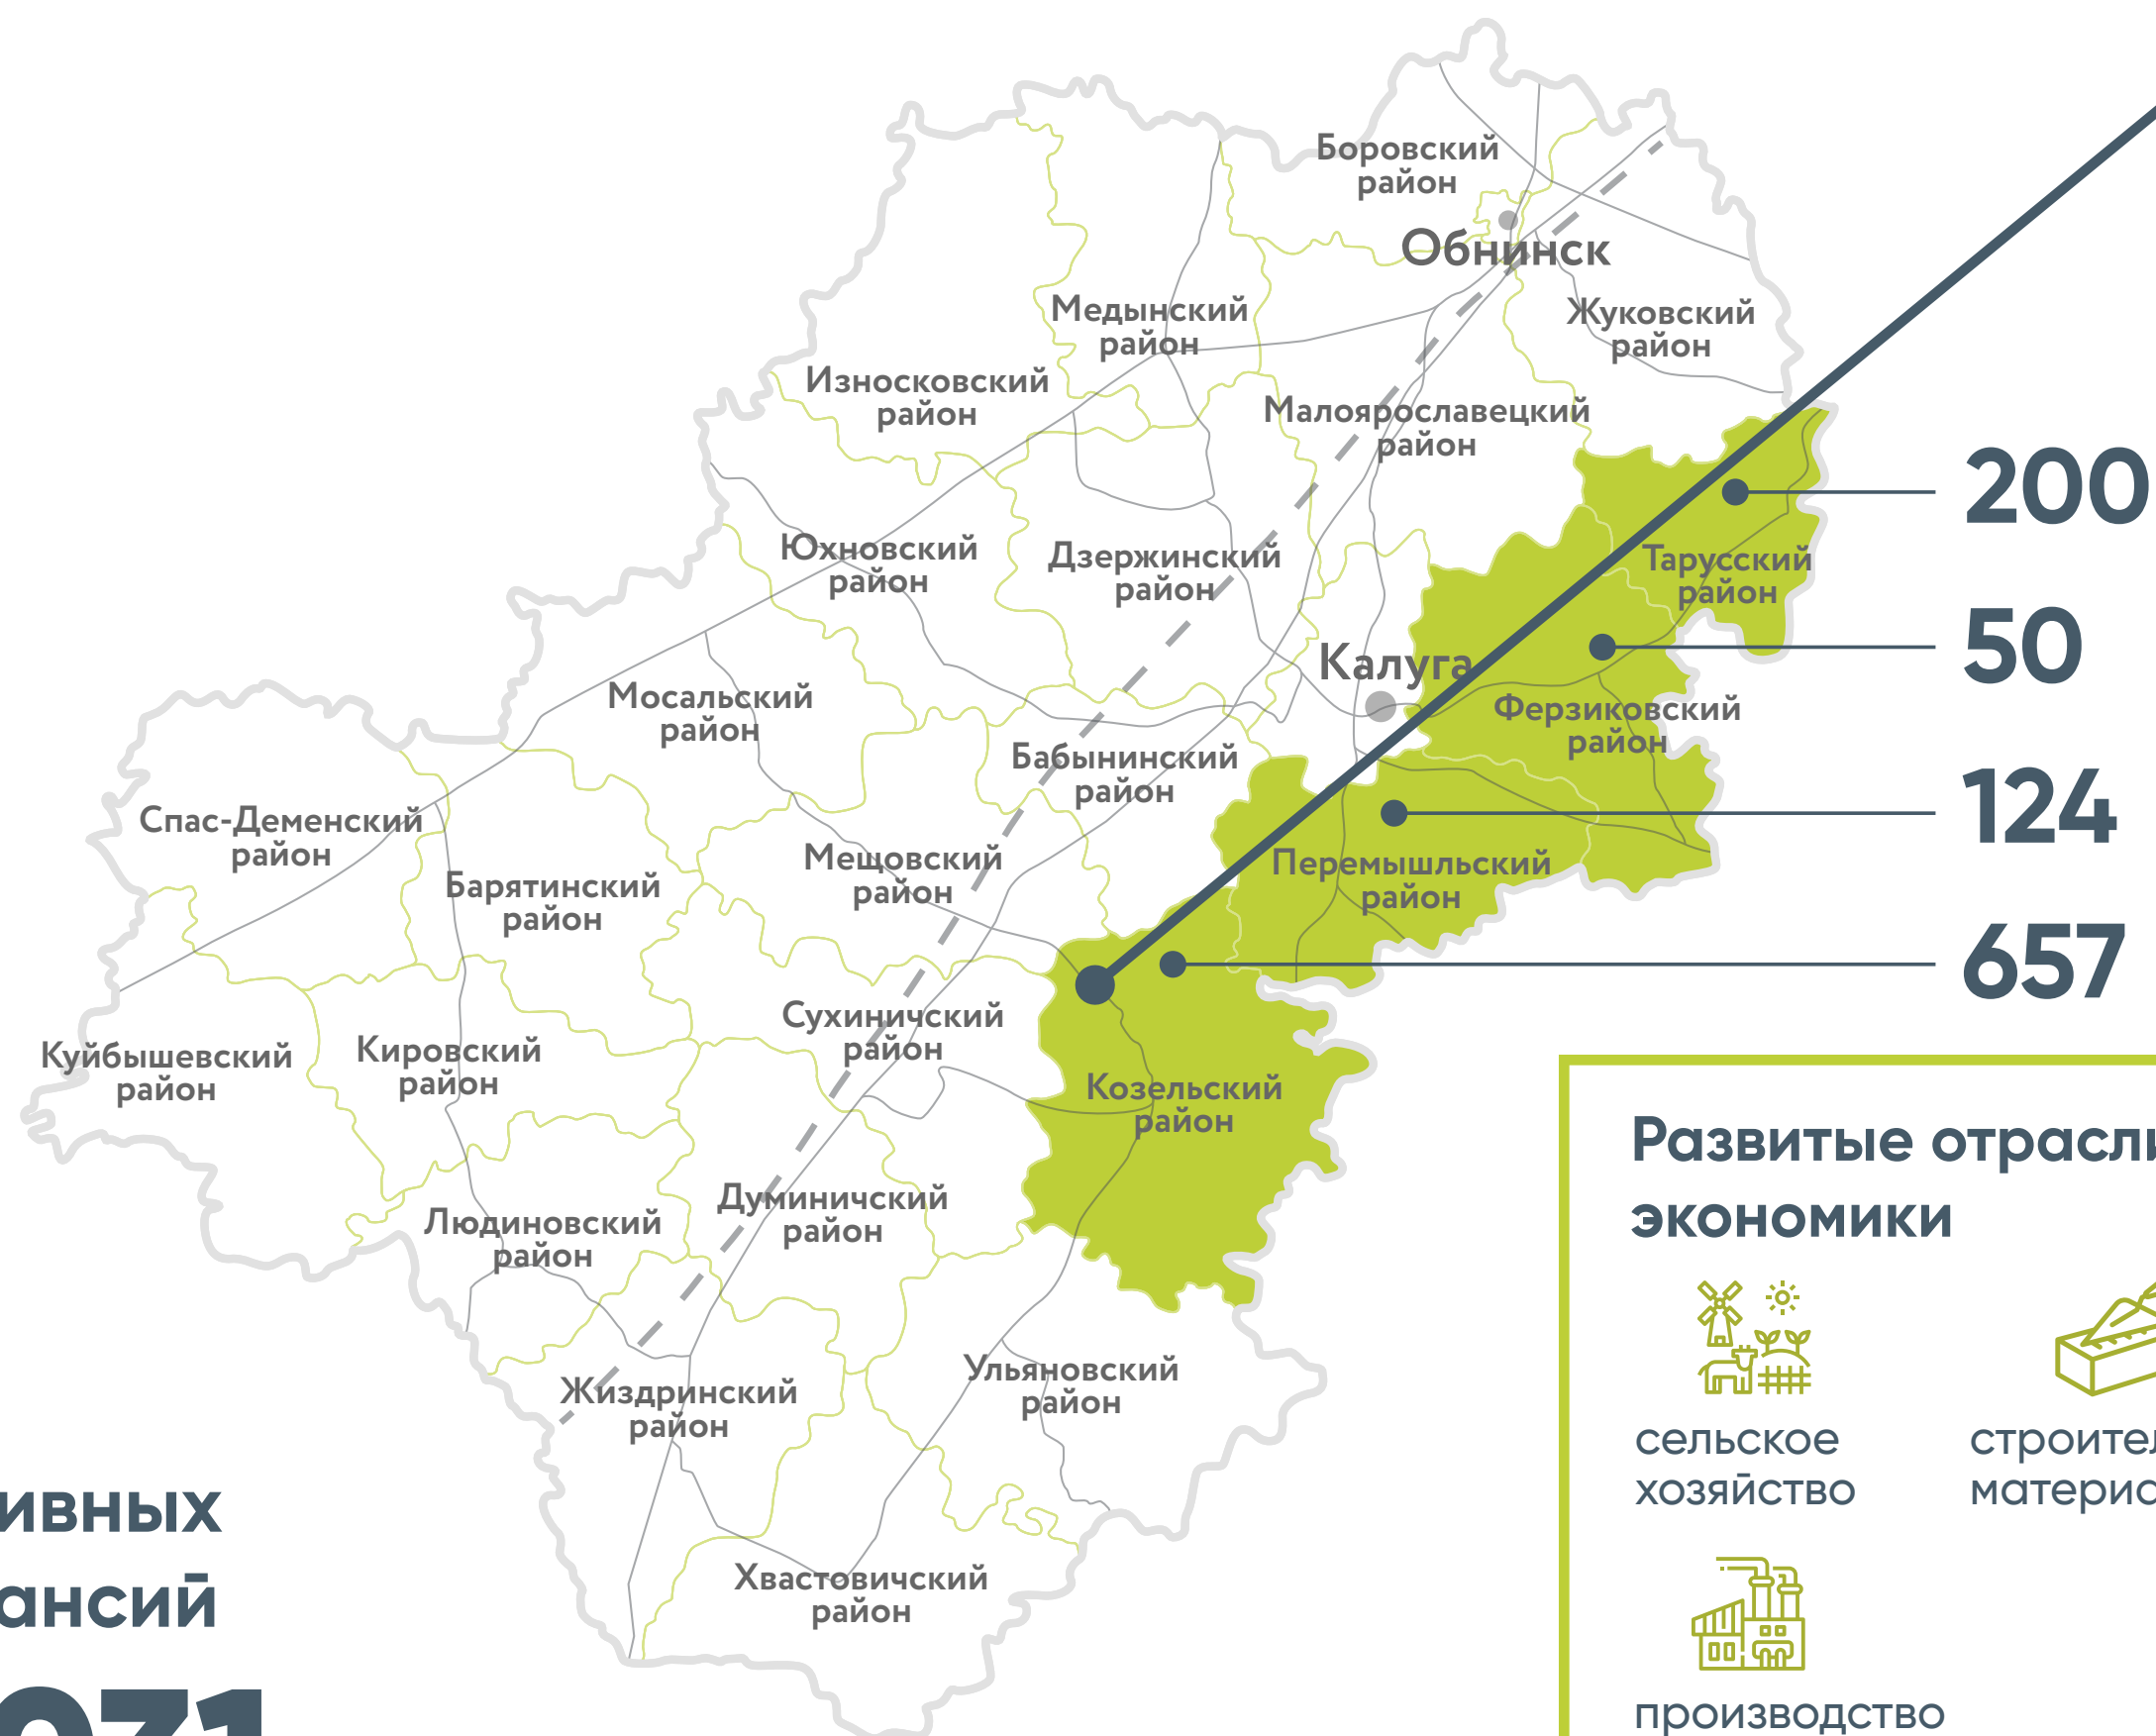 Боровский
район
Обнинск
Медынский
район
Жуковский
район
Износковский
район
Малоярославецкий
район
200
Юхновский
район
Дзержинский
район
Тарусский
район
50
Калуга
Мосальский
район
Ферзиковский
район
Бабынинский
район
124
Спас-Деменский
район
Мещовский
район
Перемышльский
район
Барятинский
район
657
Сухиничский
район
Куйбышевский
район
Кировский
район
Козельский
район
Думиничский
район
Людиновский
район
Ульяновский
район
Жиздринский
район
Хвастовичский
район
Развитые отрасли
экономики
сельское
хозяйство
строител
материа
производство
ивных
ансий
031